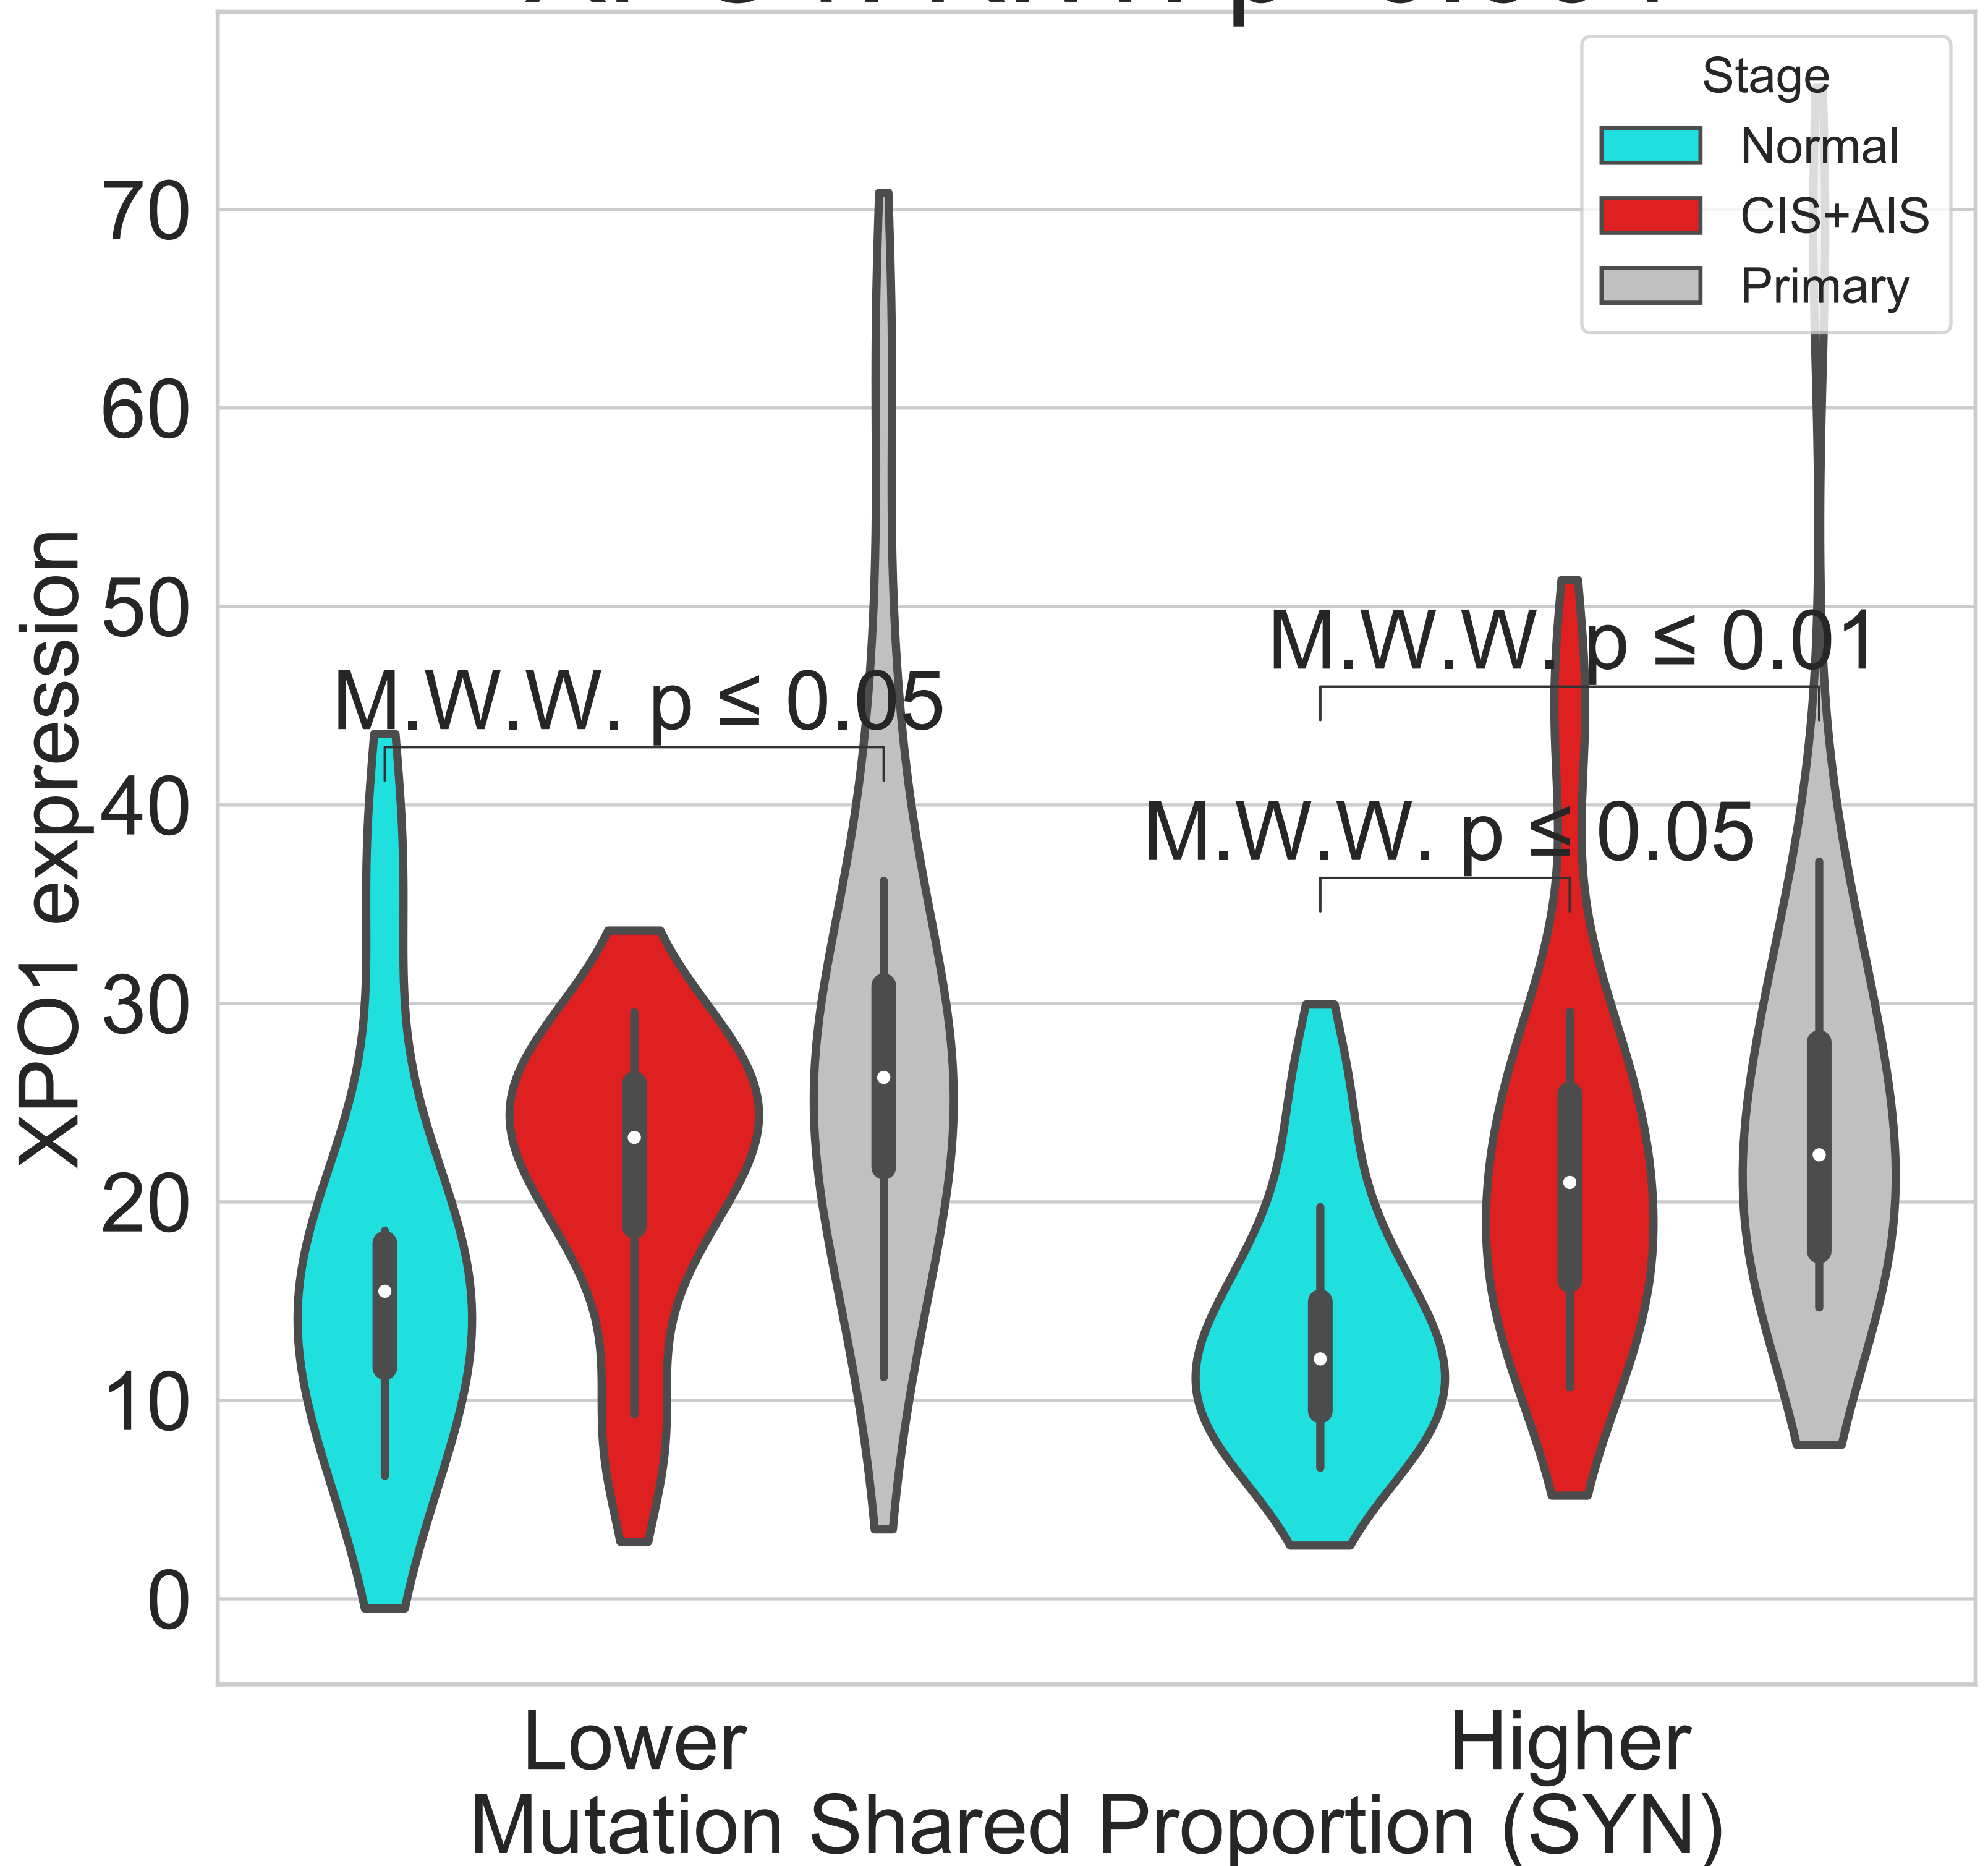 Stage
Normal
CIS+AIS
Primary
70
60
50
40
30
20
10
0
XPO1 expression
M.W.W. p ≤ 0.05
M.W.W. p ≤ 0.01
M.W.W. p ≤ 0.05
Lower
Higher
Mutation Shared Proportion (SYN)